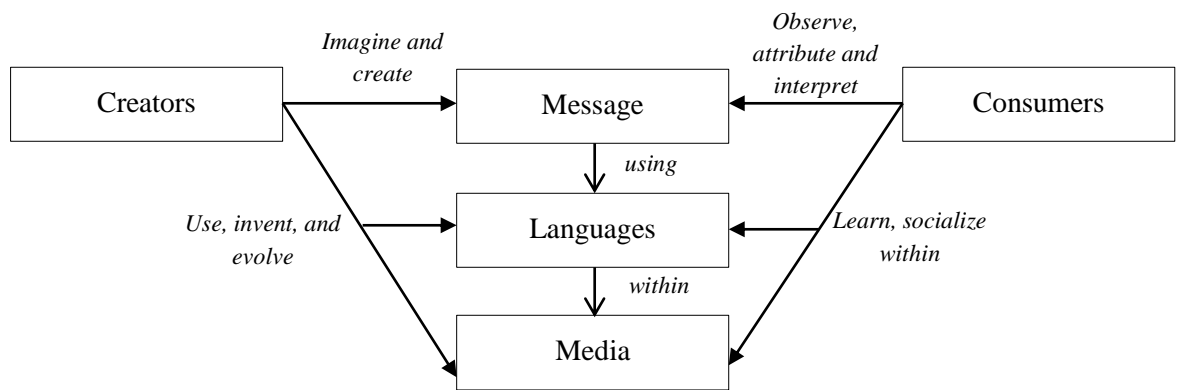 Imagine and
create
Observe,
attribute and
interpret
Creators
Message
Consumers
using
Use, invent, and
evolve
Languages
Learn, socialize
within
within
Media